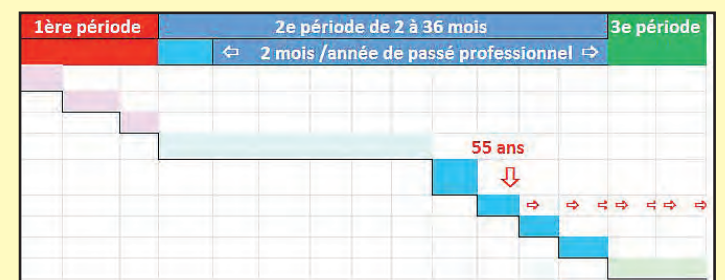 1ère période 2e période de 2 à 36 mois 3e période
⇦ 2 mois /année de passé professionnel ⇨
55 ans